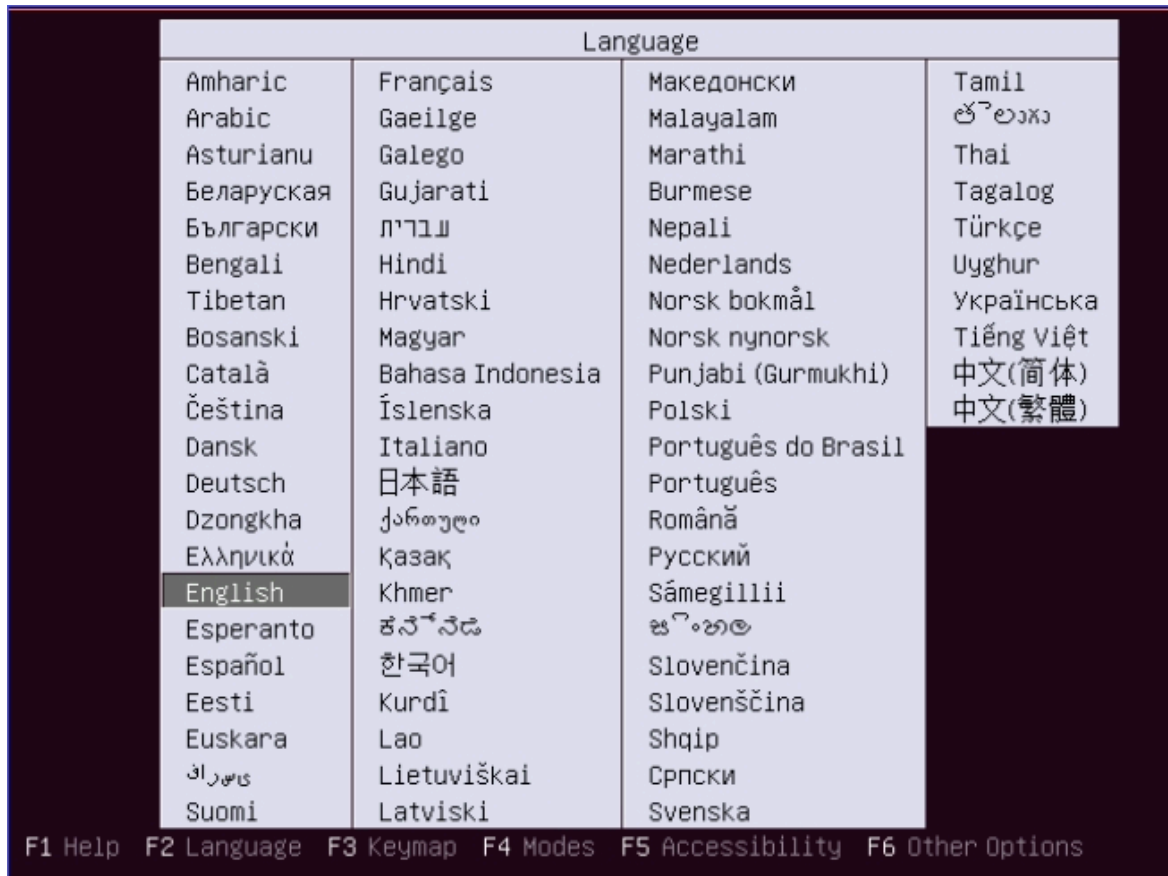 Language
Amharic
Arabic
Asturianu
Беларуская
Български
Bengali
Tibetan
Bosanski
Català
Čeština
Dansk
Deutsch
Dzongkha
Ελληνικά
English
Esperanto
Español
Eesti
Euskara
فارسی
Suomi
Français
Gaeilge
Galego
Gujarati
עברית
Hindi
Hrvatski
Magyar
Bahasa Indonesia
Íslenska
Italiano
日本語
ქართული
Қазақ
Khmer
ಕನ್ನಡ
한국어
Kurdî
Lao
Lietuviškai
Latviski
Македонски
Malayalam
Marathi
Burmese
Nepali
Nederlands
Norsk bokmål
Norsk nynorsk
Punjabi (Gurmukhi)
Polski
Português do Brasil
Português
Română
Русский
Sámegillii
සිංහල
Slovenčina
Slovenščina
Shqip
Српски
Svenska
Tamil
తెలుగు
Thai
Tagalog
Türkçe
Uyghur
Українська
Tiếng Việt
中文(简体)
中文(繁體)
F1 Help F2 Language F3 Keymap F4 Modes F5 Accessibility F6 Other Options